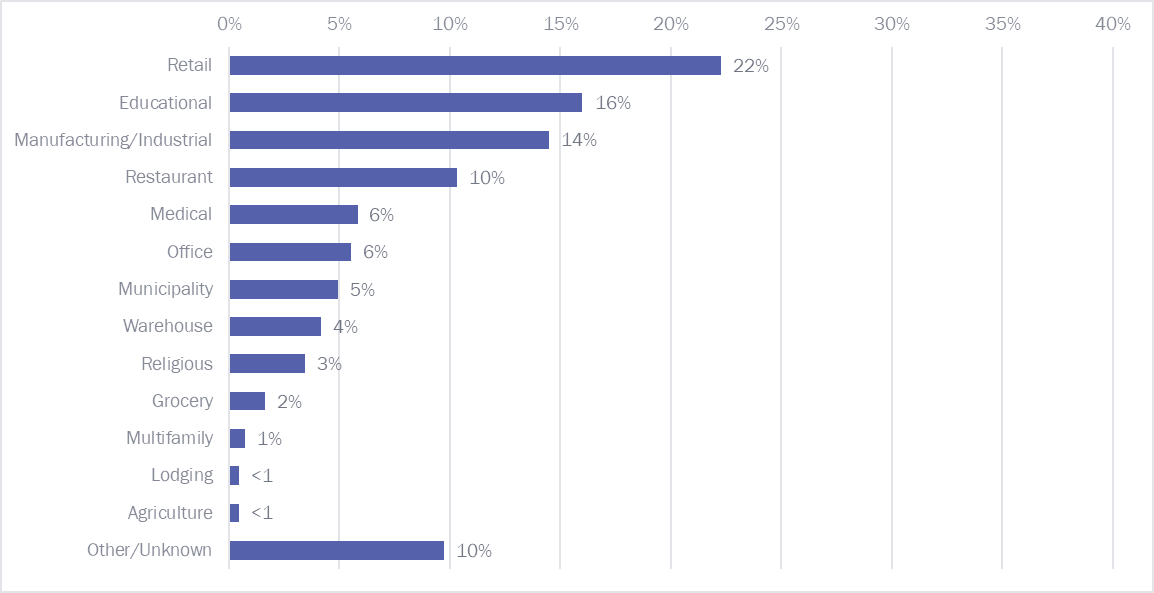 0% 5% 10% 15% 20% 25% 30% 35% 40%
Retail 22%
Educational 16%
Manufacturing/Industrial 14%
Restaurant 10%
Medical 6%
Office 6%
Municipality 5%
Warehouse 4%
Religious 3%
Grocery 2%
Multifamily 1%
Lodging <1
Agriculture <1
Other/Unknown 10%